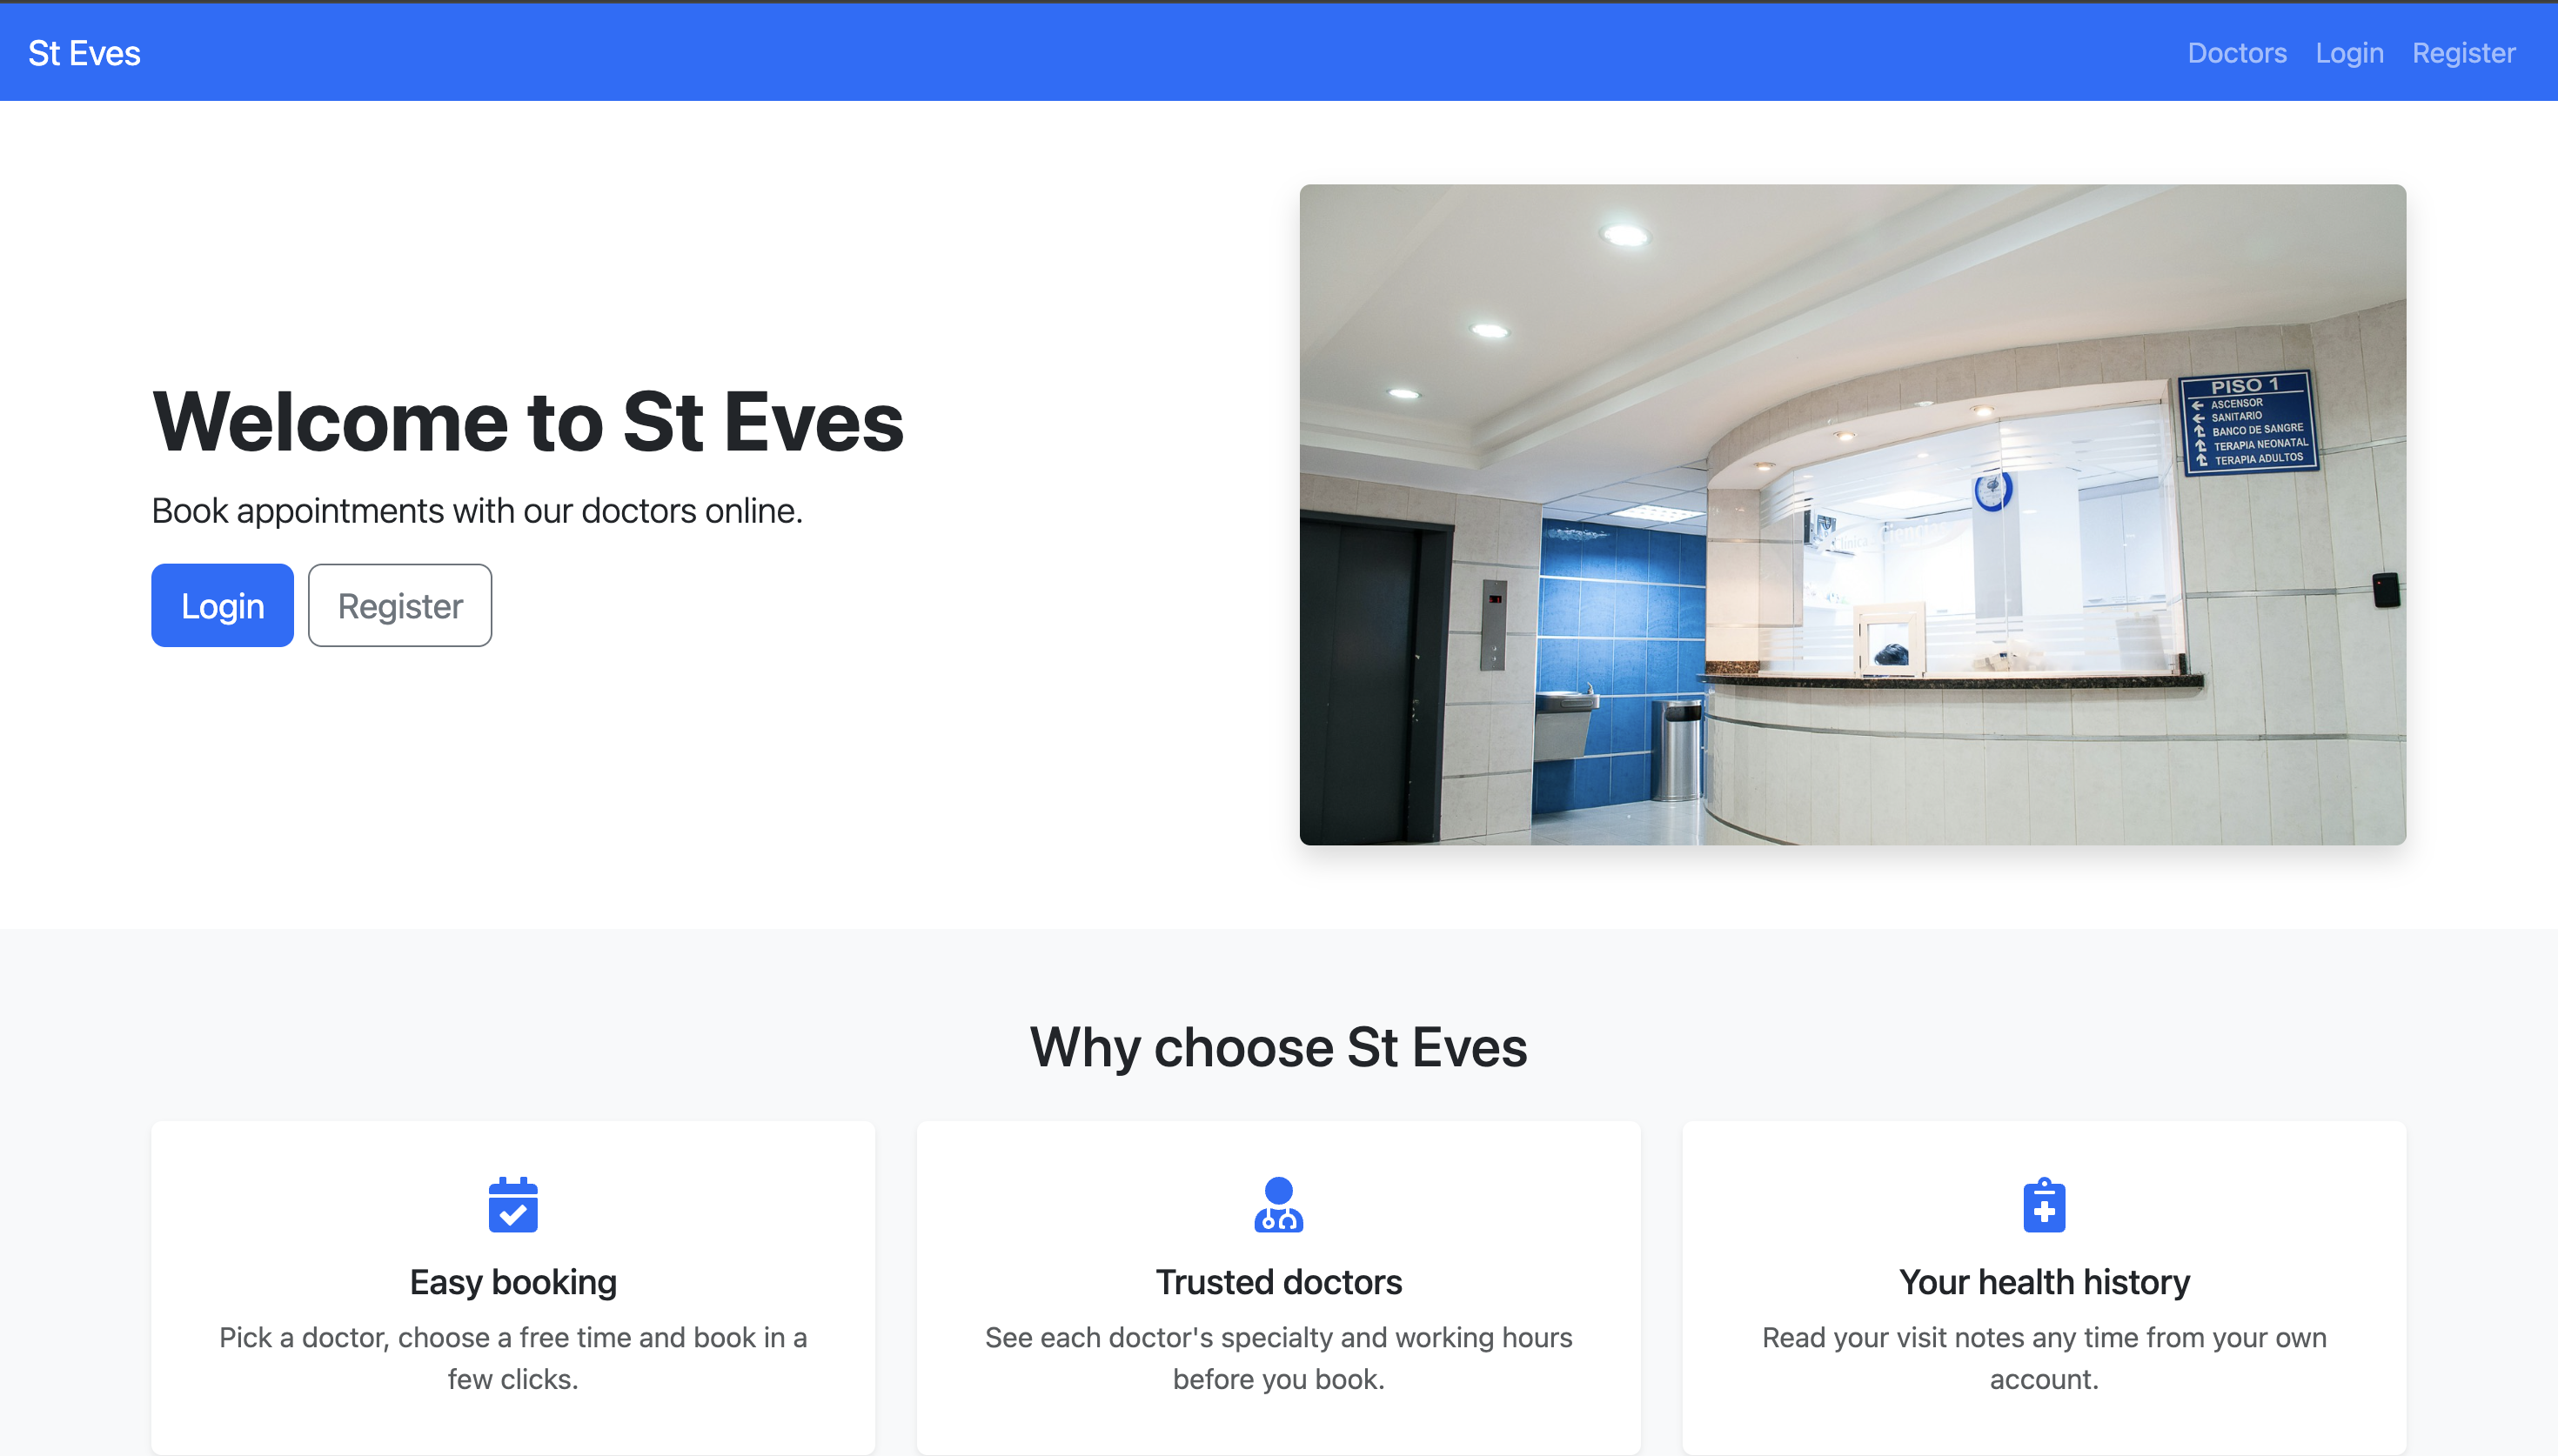 St Eves
Doctors
Login
Register
Welcome to St Eves
Book appointments with our doctors online.
Login
Register
PISO 1
← ASCENSOR
← SANITARIO
↑ BANCO DE SANGRE
↑ TERAPIA NEONATAL
↑ TERAPIA ADULTOS
Why choose St Eves
Easy booking
Pick a doctor, choose a free time and book in a
few clicks.
Trusted doctors
See each doctor's specialty and working hours
before you book.
Your health history
Read your visit notes any time from your own
account.